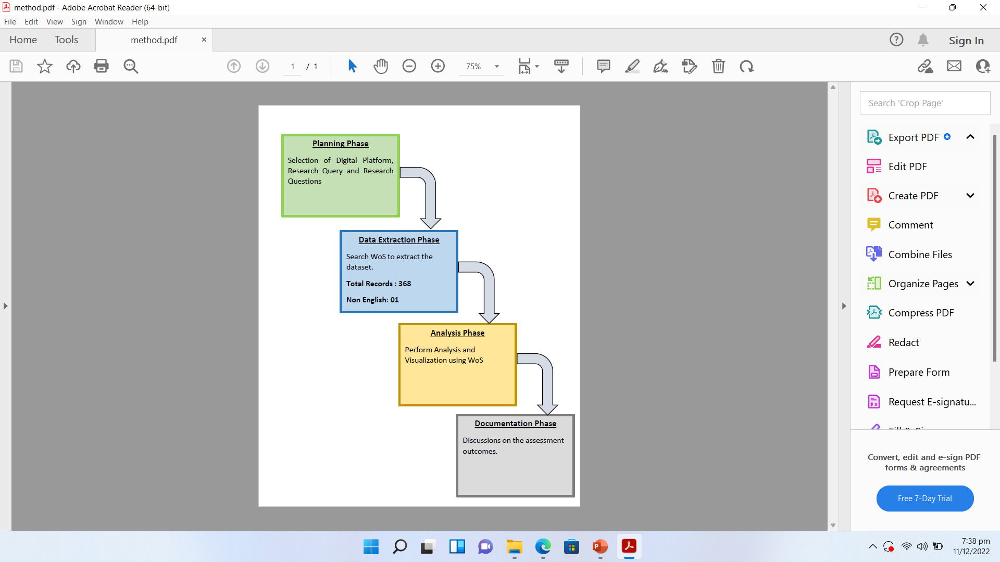 method.pdf - Adobe Acrobat Reader (64-bit)
File Edit View Sign Window Help
Home Tools method.pdf Sign In
1 / 1 75%
Planning Phase
Selection of Digital Platform,
Research Query and Research
Questions
Data Extraction Phase
Search WoS to extract the
dataset.
Total Records : 368
Non English: 01
Analysis Phase
Perform Analysis and
Visualization using WoS
Documentation Phase
Discussions on the assessment
outcomes.
Search 'Crop Page'
Export PDF
Edit PDF
Create PDF
Comment
Combine Files
Organize Pages
Compress PDF
Redact
Prepare Form
Request E-signatu...
Convert, edit and e-sign PDF
forms & agreements
Free 7-Day Trial
7:38 pm
11/12/2022